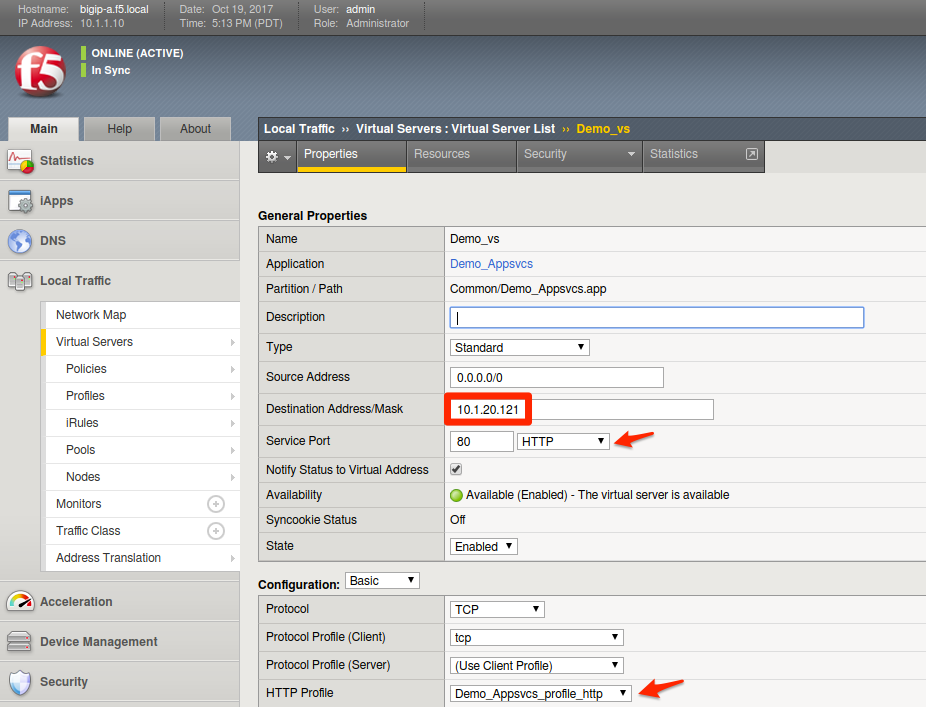 Hostname: bigip-a.f5.local Date: Oct 19, 2017 User: admin
IP Address: 10.1.1.10 Time: 5:13 PM (PDT) Role: Administrator
f5
ONLINE (ACTIVE)
In Sync
Main Help About
Statistics
iApps
DNS
Local Traffic
Network Map
Virtual Servers
Policies
Profiles
iRules
Pools
Nodes
Monitors
Traffic Class
Address Translation
Acceleration
Device Management
Security
Local Traffic ›› Virtual Servers : Virtual Server List ›› Demo_vs
Properties Resources Security Statistics
General Properties
Name Demo_vs
Application Demo_Appsvcs
Partition / Path Common/Demo_Appsvcs.app
Description
Type Standard
Source Address 0.0.0.0/0
Destination Address/Mask 10.1.20.121
Service Port 80 HTTP
Notify Status to Virtual Address
Availability Available (Enabled) - The virtual server is available
Syncookie Status Off
State Enabled
Configuration: Basic
Protocol TCP
Protocol Profile (Client) tcp
Protocol Profile (Server) (Use Client Profile)
HTTP Profile Demo_Appsvcs_profile_http